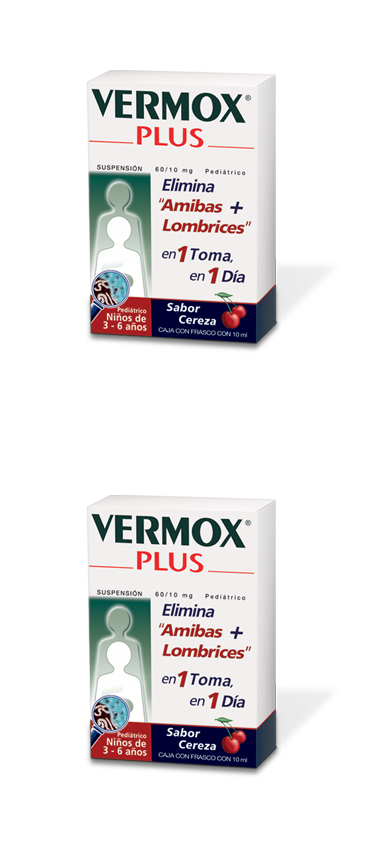 VERMOX®
PLUS
SUSPENSIÓN 60/10 mg Pediátrico
Elimina
"Amibas +
Lombrices"
en 1 Toma,
en 1 Día
Pediátrico
Niños de
3 - 6 años
Sabor
Cereza
CAJA CON FRASCO CON 10 ml
VERMOX®
PLUS
SUSPENSIÓN 60/10 mg Pediátrico
Elimina
"Amibas +
Lombrices"
en 1 Toma,
en 1 Día
Pediátrico
Niños de
3 - 6 años
Sabor
Cereza
CAJA CON FRASCO CON 10 ml